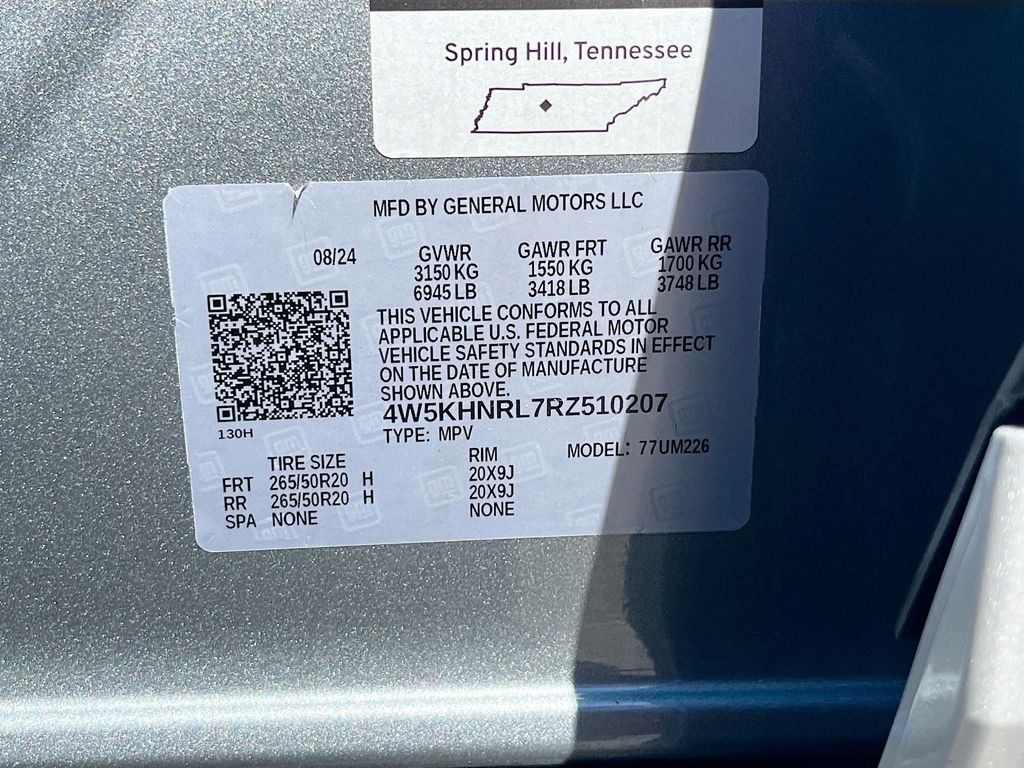 Spring Hill, Tennessee
MFD BY GENERAL MOTORS LLC
08/24 GVWR GAWR FRT GAWR RR
3150 KG 1550 KG 1700 KG
6945 LB 3418 LB 3748 LB
THIS VEHICLE CONFORMS TO ALL
APPLICABLE U.S. FEDERAL MOTOR
VEHICLE SAFETY STANDARDS IN EFFECT
ON THE DATE OF MANUFACTURE
SHOWN ABOVE.
4W5KHNRL7RZ510207
130H
TYPE: MPV MODEL: 77UM226
TIRE SIZE RIM
FRT 265/50R20 H 20X9J
RR 265/50R20 H 20X9J
SPA NONE NONE